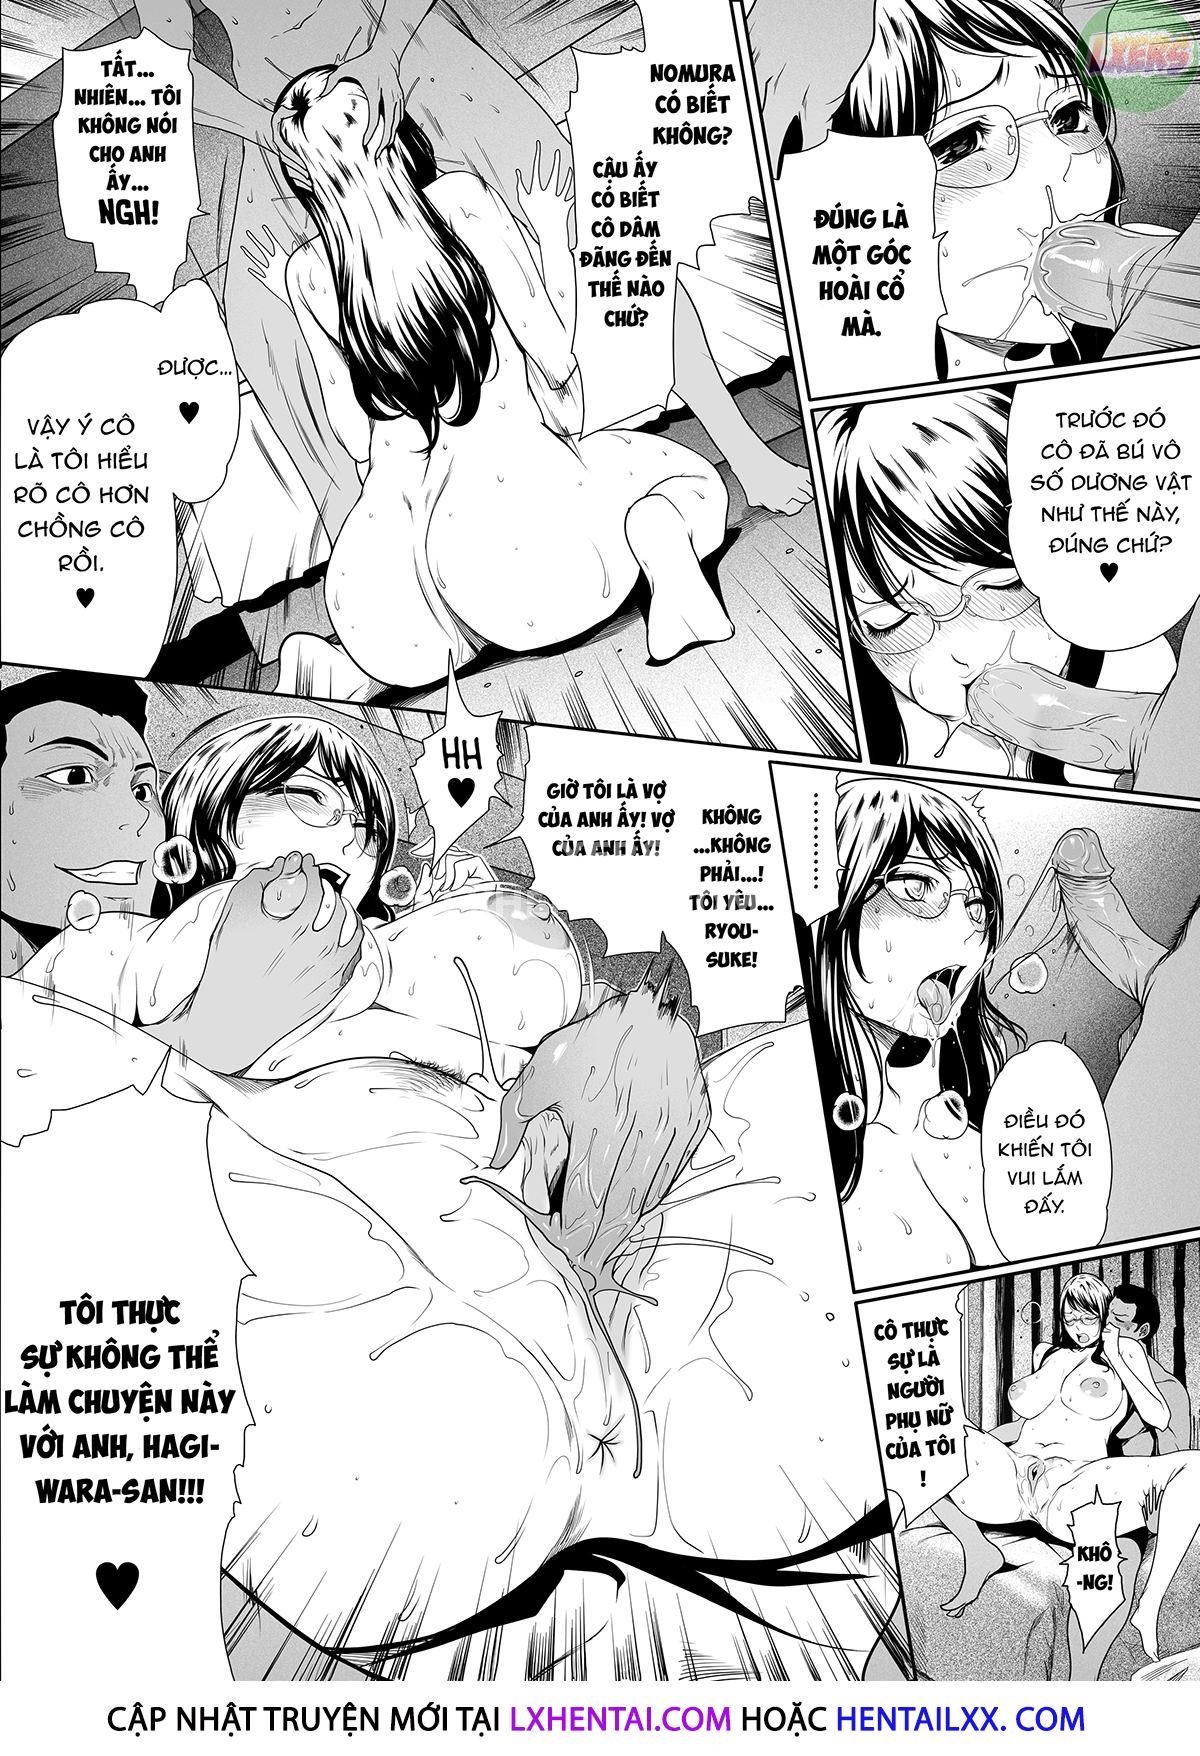 LXERS
ĐÚNG LÀ
MỘT GÓC
HOÀI CỔ
MÀ.
NOMURA
CÓ BIẾT
KHÔNG?
CẬU ẤY
CÓ BIẾT
CÔ DÂM
ĐÃNG ĐẾN
THẾ NÀO
CHỨ?
TẤT...
NHIÊN... TÔI
KHÔNG NÓI
CHO ANH
ẤY...
NGH!
ĐƯỢC...
♥
VẬY Ý CÔ
LÀ TÔI HIỂU
RÕ CÔ HƠN
CHỒNG CÔ
RỒI.
♥
TRƯỚC ĐÓ
CÔ ĐÃ BÚ VÔ
SỐ DƯƠNG VẬT
NHƯ THẾ NÀY,
ĐÚNG CHỨ?
♥
.........
ĐIỀU ĐÓ
KHIẾN TÔI
VUI LẮM
ĐẤY.
CÔ THỰC
SỰ LÀ
NGƯỜI
PHỤ NỮ
CỦA TÔI
!
KHÔ
-NG!
KHÔNG
...KHÔNG
PHẢI...!
TÔI YÊU...
RYOU-
SUKE!
GIỜ TÔI LÀ VỢ
CỦA ANH ẤY! VỢ
CỦA ANH ẤY!
HH
♥
TÔI THỰC
SỰ KHÔNG THỂ
LÀM CHUYỆN NÀY
VỚI ANH, HAGI-
WARA-SAN!!!
♥
CẬP NHẬT TRUYỆN MỚI TẠI LXHENTAI.COM HOẶC HENTAILXX. COM